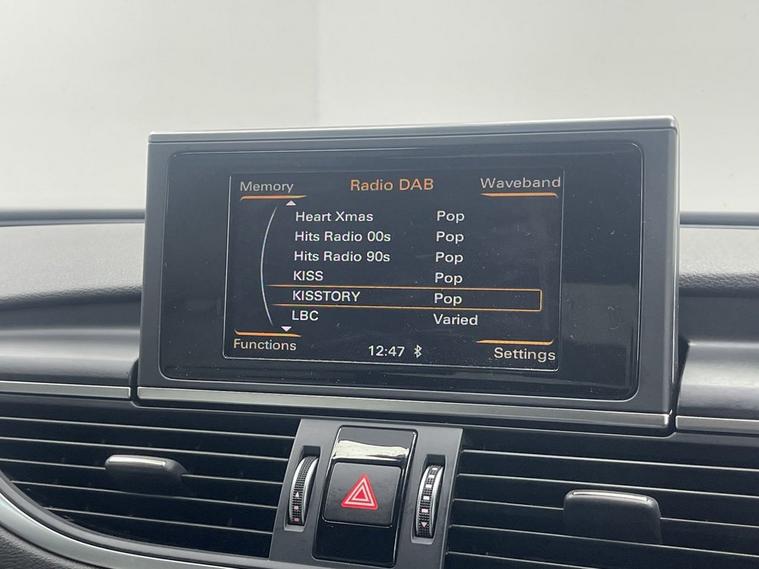 Memory Radio DAB Waveband
Heart Xmas Pop
Hits Radio 00s Pop
Hits Radio 90s Pop
KISS Pop
KISSTORY Pop
LBC Varied
Functions 12:47 Settings